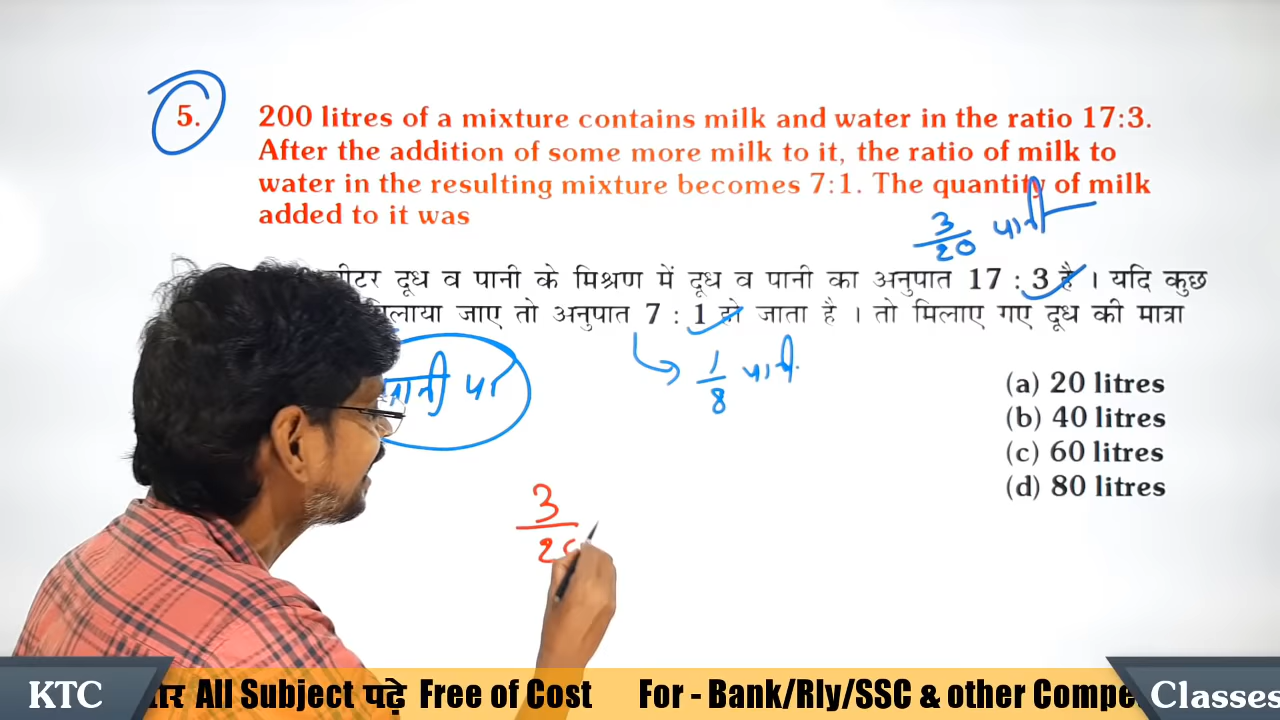 5. 200 litres of a mixture contains milk and water in the ratio 17:3.
After the addition of some more milk to it, the ratio of milk to
water in the resulting mixture becomes 7:1. The quantity of milk
added to it was
3/20 पानी
दूध व पानी के मिश्रण में दूध व पानी का अनुपात 17 : 3 है । यदि कुछ
जाए तो अनुपात 7 : 1 हो जाता है । तो मिलाए गए दूध की मात्रा
पानी पर
1/8 पानी
(a) 20 litres
(b) 40 litres
(c) 60 litres
(d) 80 litres
3/20
KTC
All Subject पढ़े Free of Cost For - Bank/Rly/SSC & other Compe
Classes